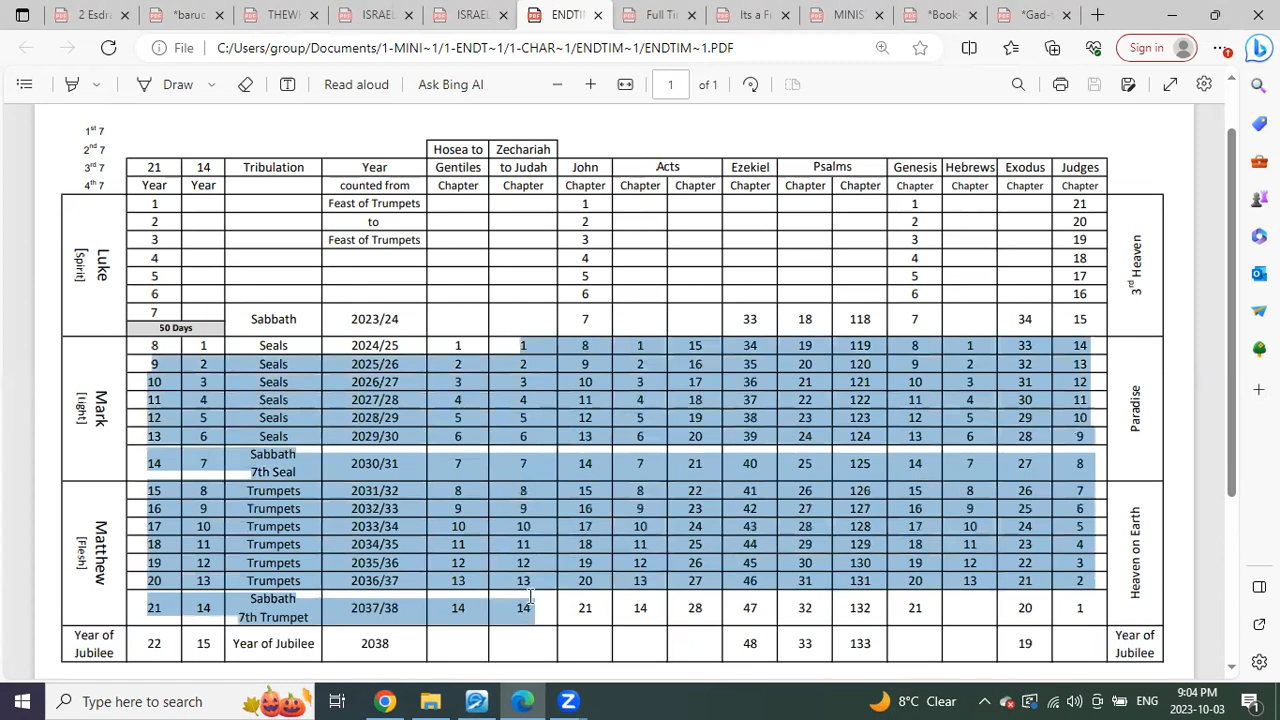 2 Esdra
*baruc
THEWH
ISRAEL
ISRAEL
ENDTIM
Full Tim
Its a Fr
MINIS
*Book-
*Gad-t
File
C:/Users/group/Documents/1-MINI~1/1-ENDT~1/1-CHAR~1/ENDTIM~1/ENDTIM~1.PDF
Sign in
Draw
Read aloud
Ask Bing AI
1
of 1
1st 7
2nd 7 Hosea to Zechariah
3rd 7 21 14 Tribulation Year Gentiles to Judah John Acts Ezekiel Psalms Genesis Hebrews Exodus Judges
4th 7 Year Year counted from Chapter Chapter Chapter Chapter Chapter Chapter Chapter Chapter Chapter Chapter Chapter Chapter
Luke
[Spirit]
3rd Heaven
1 Feast of Trumpets 1 1 21
2 to 2 2 20
3 Feast of Trumpets 3 3 19
4 4 4 18
5 5 5 17
6 6 6 16
7 Sabbath 2023/24 7 33 18 118 7 34 15
50 Days
Mark
[Light]
Paradise
8 1 Seals 2024/25 1 1 8 1 15 34 19 119 8 1 33 14
9 2 Seals 2025/26 2 2 9 2 16 35 20 120 9 2 32 13
10 3 Seals 2026/27 3 3 10 3 17 36 21 121 10 3 31 12
11 4 Seals 2027/28 4 4 11 4 18 37 22 122 11 4 30 11
12 5 Seals 2028/29 5 5 12 5 19 38 23 123 12 5 29 10
13 6 Seals 2029/30 6 6 13 6 20 39 24 124 13 6 28 9
14 7 Sabbath 2030/31 7 7 14 7 21 40 25 125 14 7 27 8
7th Seal
Matthew
[Flesh]
Heaven on Earth
15 8 Trumpets 2031/32 8 8 15 8 22 41 26 126 15 8 26 7
16 9 Trumpets 2032/33 9 9 16 9 23 42 27 127 16 9 25 6
17 10 Trumpets 2033/34 10 10 17 10 24 43 28 128 17 10 24 5
18 11 Trumpets 2034/35 11 11 18 11 25 44 29 129 18 11 23 4
19 12 Trumpets 2035/36 12 12 19 12 26 45 30 130 19 12 22 3
20 13 Trumpets 2036/37 13 13 20 13 27 46 31 131 20 13 21 2
21 14 Sabbath 2037/38 14 14 21 14 28 47 32 132 21 20 1
7th Trumpet
Year of Jubilee 22 15 Year of Jubilee 2038 48 33 133 19 Year of Jubilee
Type here to search
8°C Clear
ENG
9:04 PM
2023-10-03